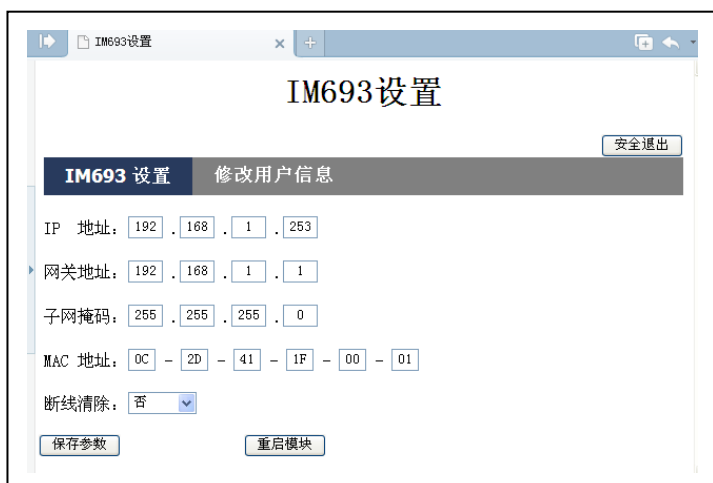 IM693设置
IM693设置
安全退出
IM693 设置 修改用户信息
IP 地址: 192 . 168 . 1 . 253
网关地址: 192 . 168 . 1 . 1
子网掩码: 255 . 255 . 255 . 0
MAC 地址: 0C - 2D - 41 - 1F - 00 - 01
断线清除: 否
保存参数 重启模块